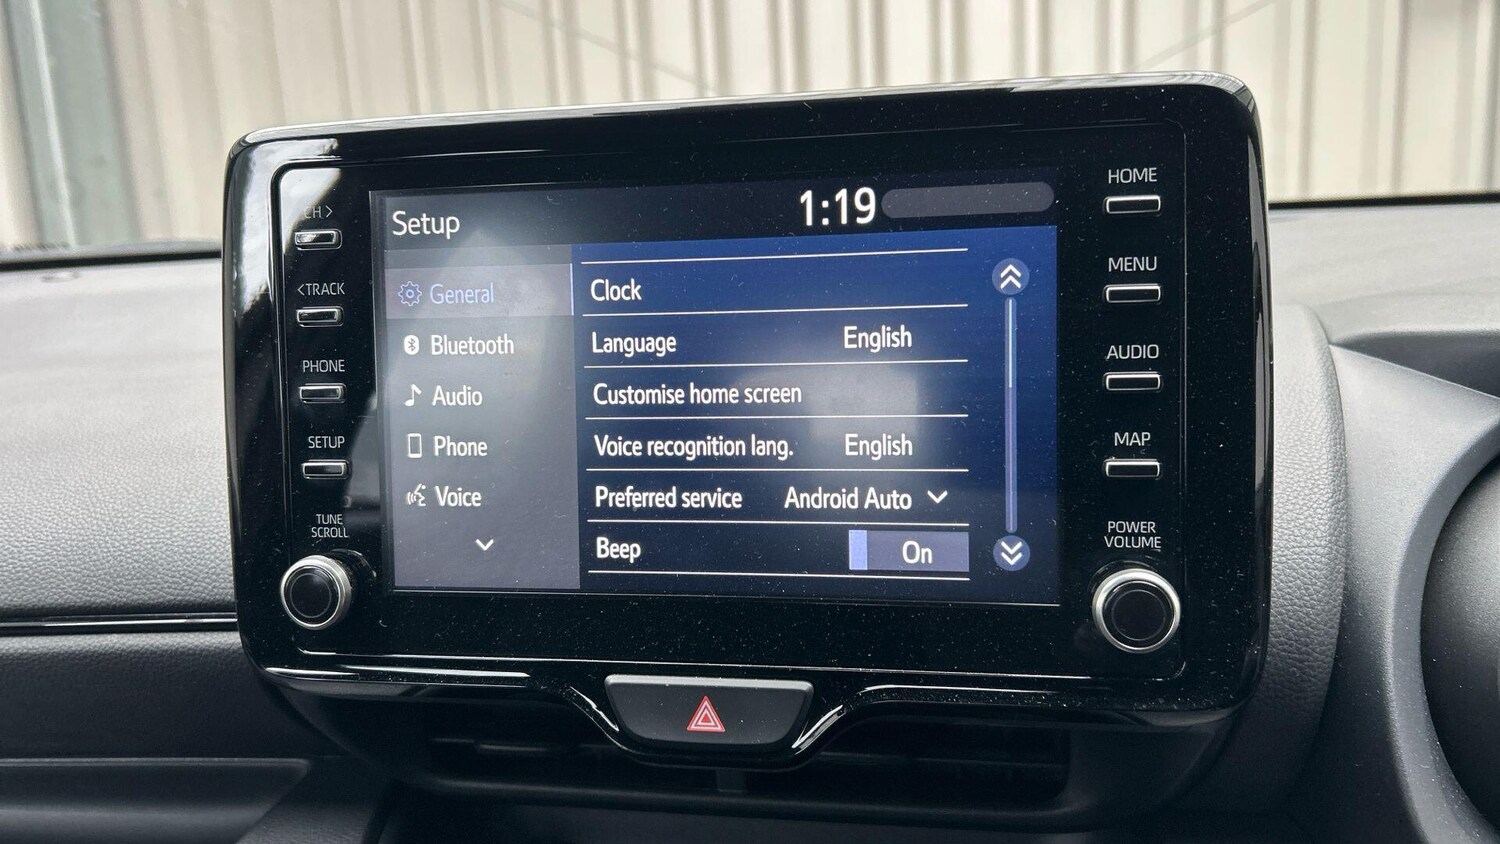 CH >
< TRACK
PHONE
SETUP
TUNE
SCROLL
Setup
1:19
General
Bluetooth
Audio
Phone
Voice
Clock
Language English
Customise home screen
Voice recognition lang. English
Preferred service Android Auto
Beep On
HOME
MENU
AUDIO
MAP
POWER
VOLUME